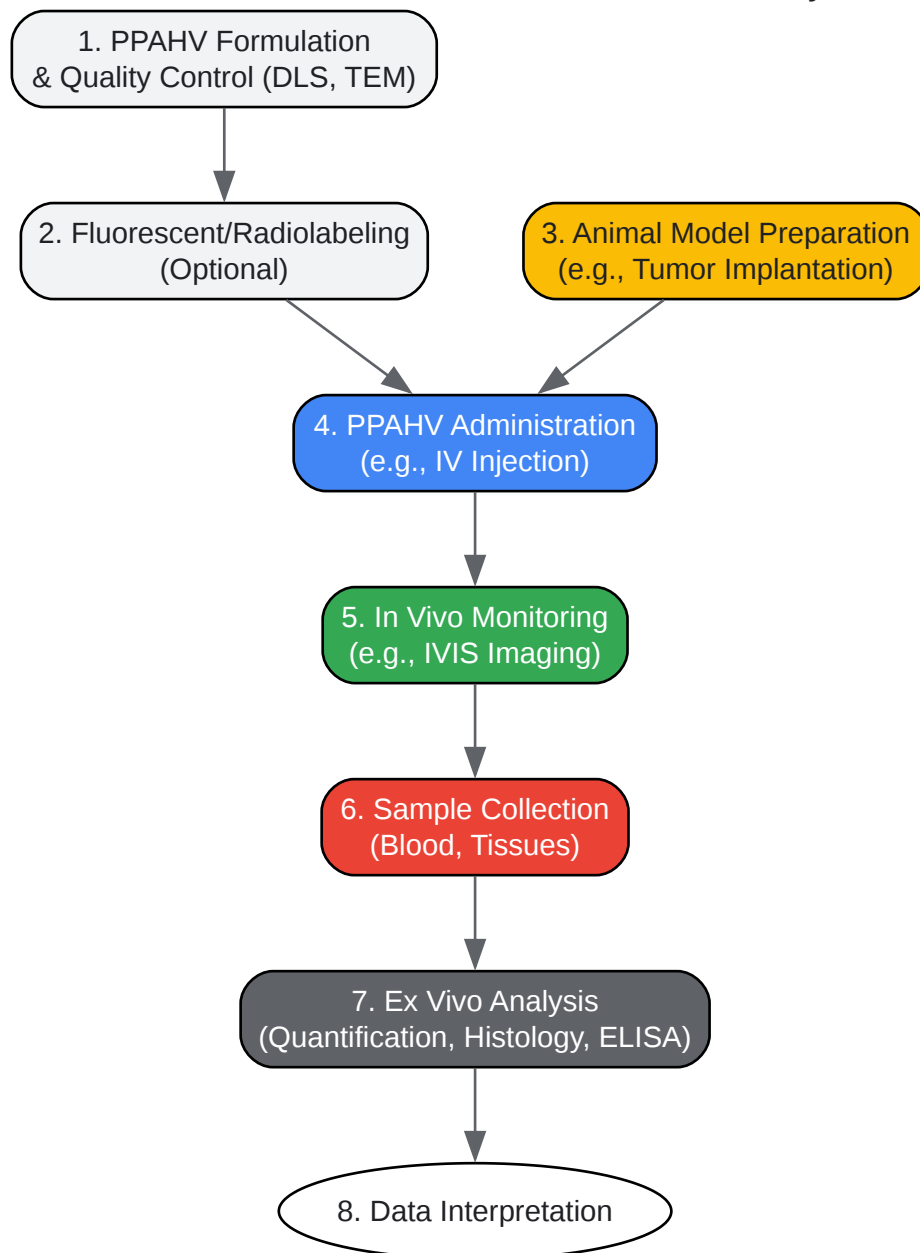 1. PPAHV Formulation
& Quality Control (DLS, TEM)
2. Fluorescent/Radiolabeling
(Optional)
3. Animal Model Preparation
(e.g., Tumor Implantation)
4. PPAHV Administration
(e.g., IV Injection)
5. In Vivo Monitoring
(e.g., IVIS Imaging)
6. Sample Collection
(Blood, Tissues)
7. Ex Vivo Analysis
(Quantification, Histology, ELISA)
8. Data Interpretation